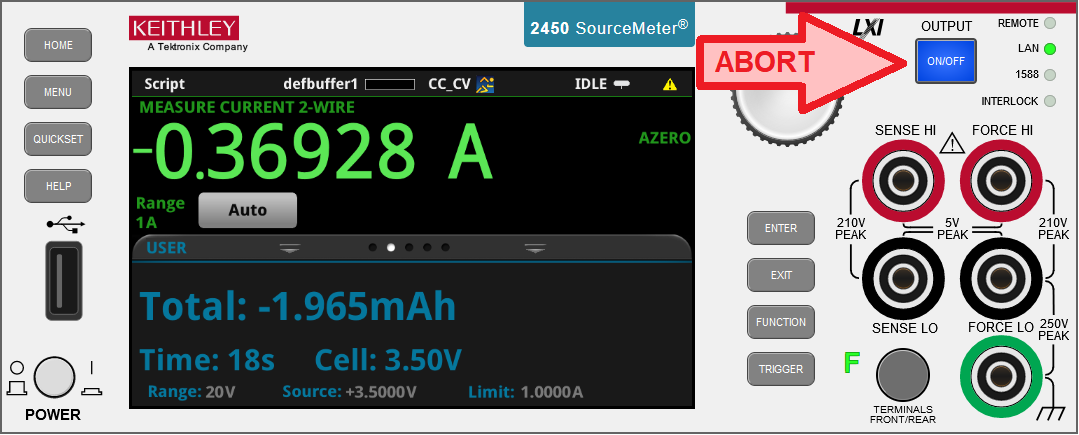 HOME
MENU
QUICKSET
HELP
POWER
KEITHLEY
A Tektronix Company
2450 SourceMeter®
Script defbuffer1 CC_CV IDLE
MEASURE CURRENT 2-WIRE
-0.36928 A
AZERO
Range
1A
Auto
USER
Total: -1.965mAh
Time: 18s Cell: 3.50V
Range: 20V Source: +3.5000V Limit: 1.0000A
ABORT
LXI
OUTPUT
ON/OFF
REMOTE
LAN
1588
INTERLOCK
ENTER
EXIT
FUNCTION
TRIGGER
SENSE HI FORCE HI
210V
PEAK
5V
PEAK
210V
PEAK
SENSE LO FORCE LO
250V
PEAK
F
TERMINALS
FRONT/REAR